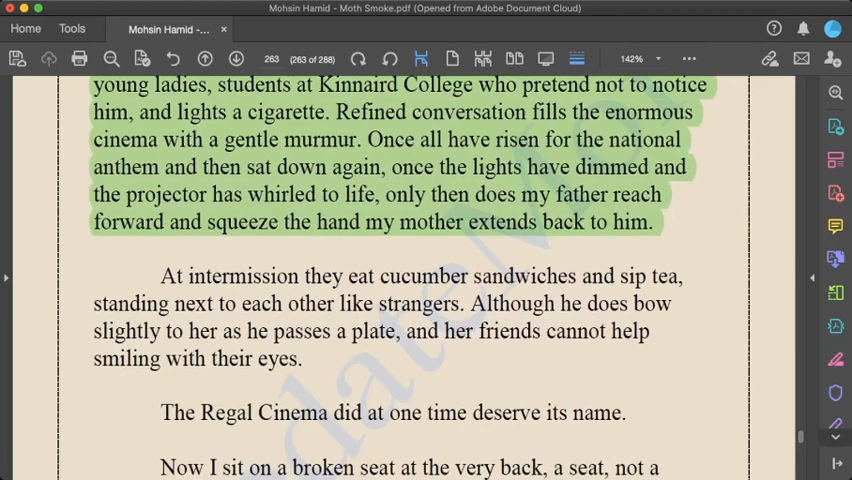 Mohsin Hamid - Moth Smoke.pdf (Opened from Adobe Document Cloud)
Home Tools Mohsin Hamid -... ×
263 (263 of 288) 142%
young ladies, students at Kinnaird College who pretend not to notice
him, and lights a cigarette. Refined conversation fills the enormous
cinema with a gentle murmur. Once all have risen for the national
anthem and then sat down again, once the lights have dimmed and
the projector has whirled to life, only then does my father reach
forward and squeeze the hand my mother extends back to him.
At intermission they eat cucumber sandwiches and sip tea,
standing next to each other like strangers. Although he does bow
slightly to her as he passes a plate, and her friends cannot help
smiling with their eyes.
The Regal Cinema did at one time deserve its name.
Now I sit on a broken seat at the very back, a seat, not a